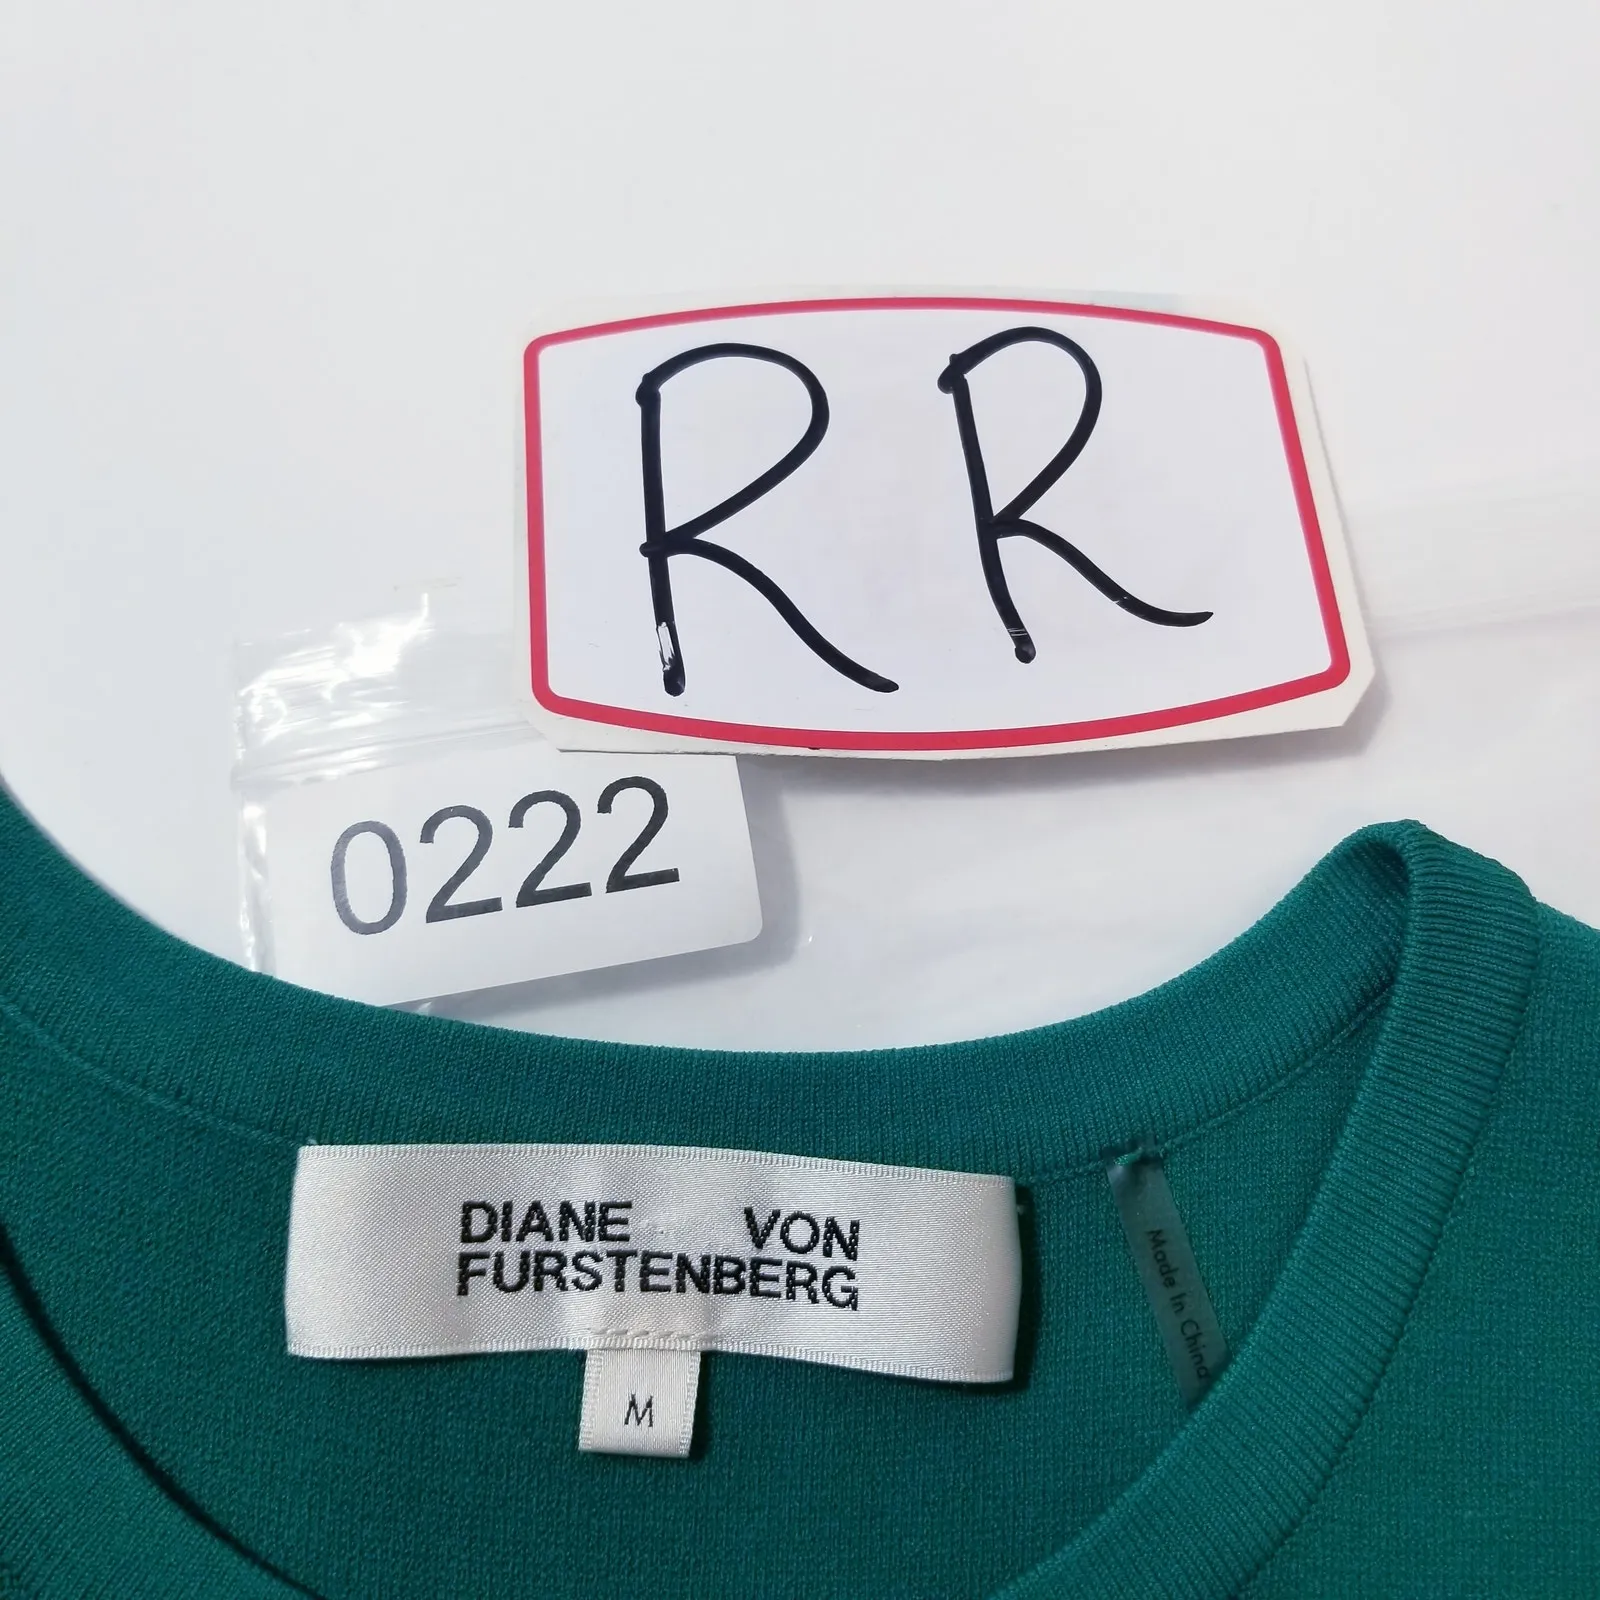 RR
0222
DIANE VON
FURSTENBERG
M
Made In China